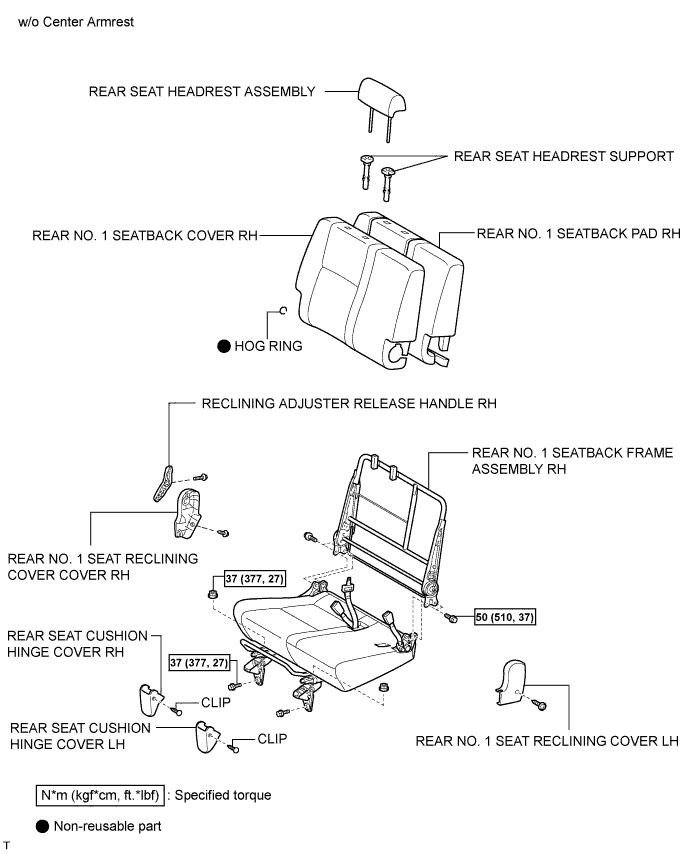 w/o Center Armrest
REAR SEAT HEADREST ASSEMBLY
REAR SEAT HEADREST SUPPORT
REAR NO. 1 SEATBACK COVER RH
REAR NO. 1 SEATBACK PAD RH
HOG RING
RECLINING ADJUSTER RELEASE HANDLE RH
REAR NO. 1 SEATBACK FRAME
ASSEMBLY RH
REAR NO. 1 SEAT RECLINING
COVER COVER RH
37 (377, 27)
50 (510, 37)
REAR SEAT CUSHION
HINGE COVER RH
37 (377, 27)
CLIP
REAR SEAT CUSHION
HINGE COVER LH
CLIP
REAR NO. 1 SEAT RECLINING COVER LH
N*m (kgf*cm, ft.*lbf) : Specified torque
Non-reusable part
T